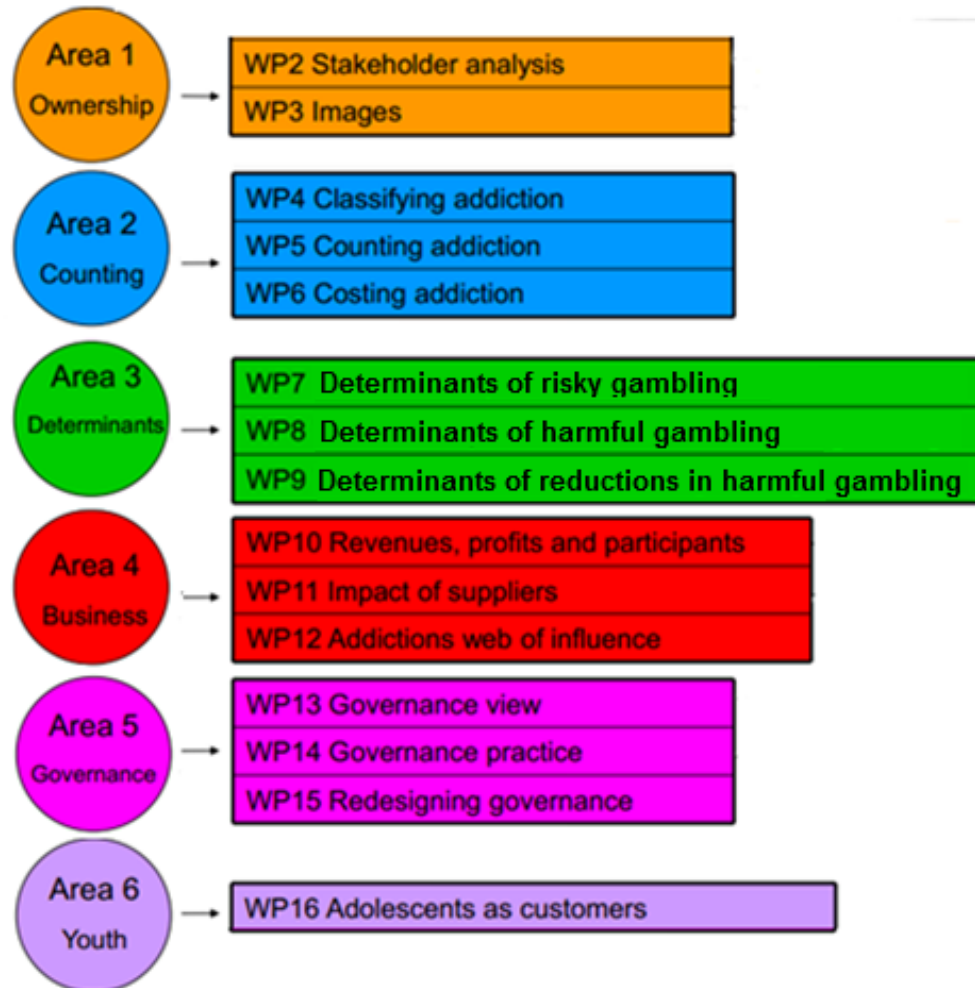 Area 1
Ownership
WP2 Stakeholder analysis
WP3 Images
Area 2
Counting
WP4 Classifying addiction
WP5 Counting addiction
WP6 Costing addiction
Area 3
Determinants
WP7 Determinants of risky gambling
WP8 Determinants of harmful gambling
WP9 Determinants of reductions in harmful gambling
Area 4
Business
WP10 Revenues, profits and participants
WP11 Impact of suppliers
WP12 Addictions web of influence
Area 5
Governance
WP13 Governance view
WP14 Governance practice
WP15 Redesigning governance
Area 6
Youth
WP16 Adolescents as customers